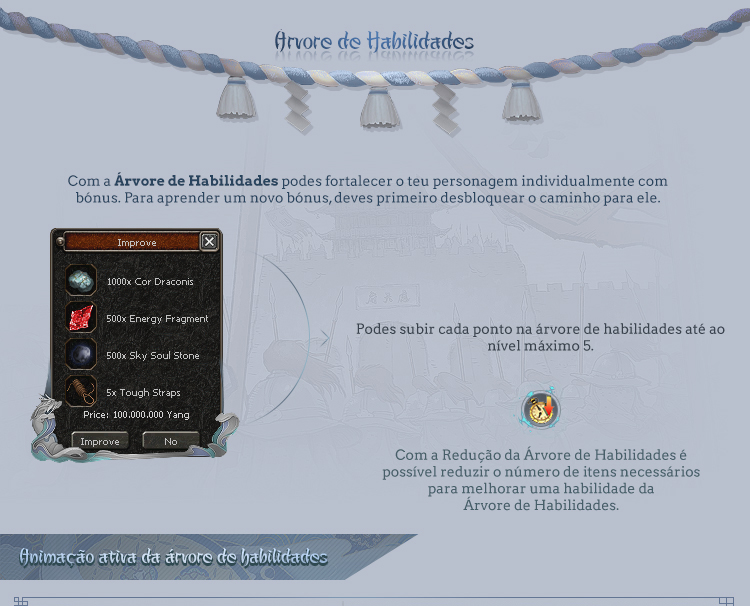 Árvore de Habilidades
Com a Árvore de Habilidades podes fortalecer o teu personagem individualmente com
bónus. Para aprender um novo bónus, deves primeiro desbloquear o caminho para ele.
Improve
1000x Cor Draconis
500x Energy Fragment
500x Sky Soul Stone
5x Tough Straps
Price: 100.000.000 Yang
Improve No
Podes subir cada ponto na árvore de habilidades até ao
nível máximo 5.
Com a Redução da Árvore de Habilidades é
possível reduzir o número de itens necessários
para melhorar uma habilidade da
Árvore de Habilidades.
Animação ativa da árvore de habilidades